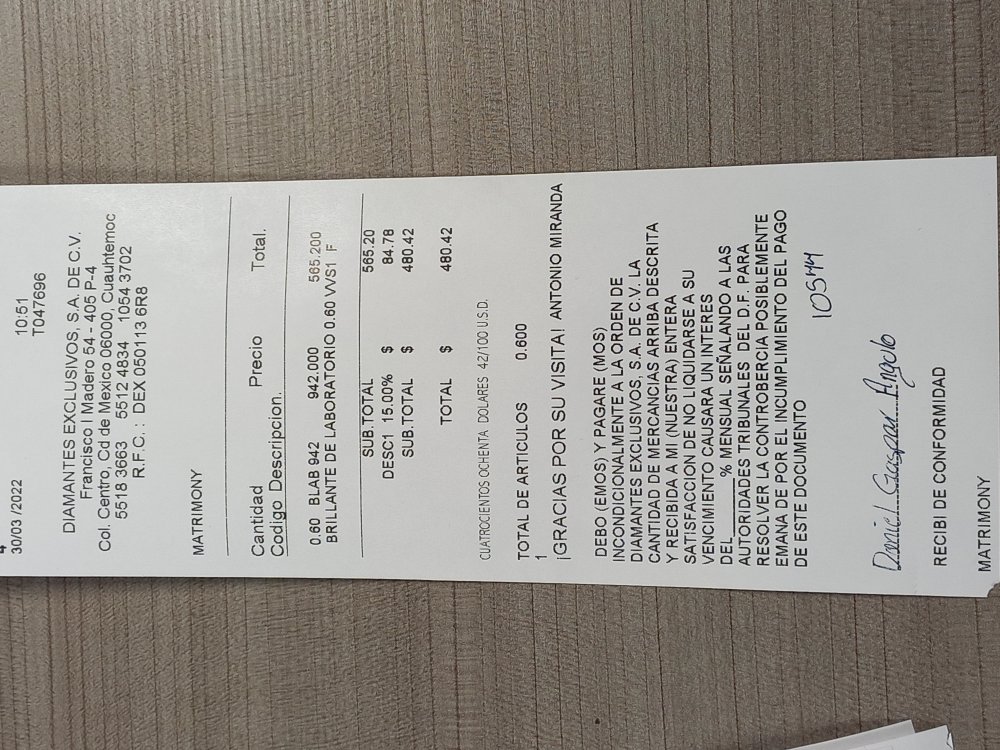 30/03 /2022 10:51
T047696
DIAMANTES EXCLUSIVOS, S.A. DE C.V.
Francisco I Madero 54 - 405 P-4
Col. Centro, Cd de Mexico 06000, Cuauhtemoc
5518 3663 5512 4834 1054 3702
R.F.C. : DEX 050113 6R8
MATRIMONY
Cantidad Precio Total.
Codigo Descripcion.
0.60 BLAB 942 942.000 565.200
BRILLANTE DE LABORATORIO 0.60 VVS1 F
SUB.TOTAL 565.20
DESC1 15.00% $ 84.78
SUB.TOTAL $ 480.42
TOTAL $ 480.42
CUATROCIENTOS OCHENTA DOLARES 42/100 U.S.D.
TOTAL DE ARTICULOS 0.600
1
¡GRACIAS POR SU VISITA! ANTONIO MIRANDA
DEBO (EMOS) Y PAGARE (MOS)
INCONDICIONALMENTE A LA ORDEN DE
DIAMANTES EXCLUSIVOS, S.A. DE C.V. LA
CANTIDAD DE MERCANCIAS ARRIBA DESCRITA
Y RECIBIDA A MI (NUESTRA) ENTERA
SATISFACCION DE NO LIQUIDARSE A SU
VENCIMIENTO CAUSARA UN INTERES
DEL ____ % MENSUAL SEÑALANDO A LAS
AUTORIDADES TRIBUNALES DEL D.F. PARA
RESOLVER LA CONTROBERCIA POSIBLEMENTE
EMANA DE POR EL INCUMPLIMIENTO DEL PAGO
DE ESTE DOCUMENTO
105144
Daniel Gaspar Angelo
RECIBI DE CONFORMIDAD
MATRIMONY